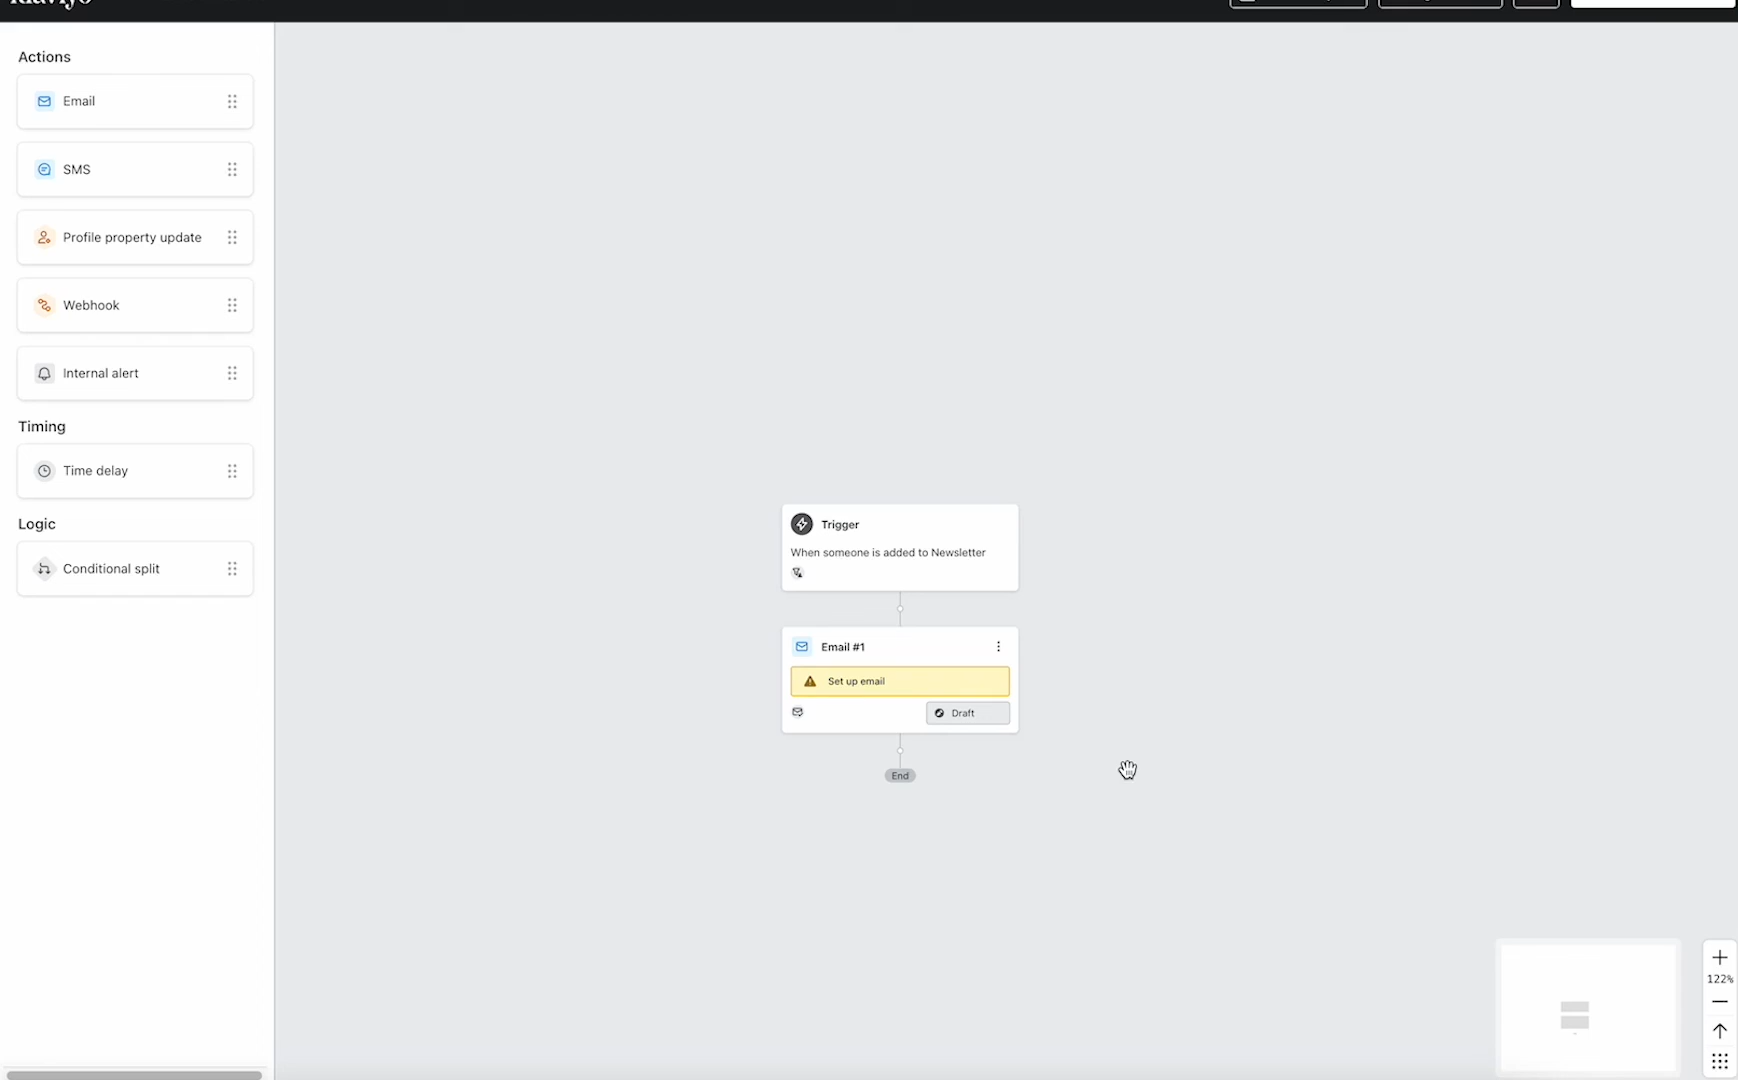 klaviyo
Actions
Email
SMS
Profile property update
Webhook
Internal alert
Timing
Time delay
Logic
Conditional split
Trigger
When someone is added to Newsletter
Email #1
Set up email
Draft
End
122%